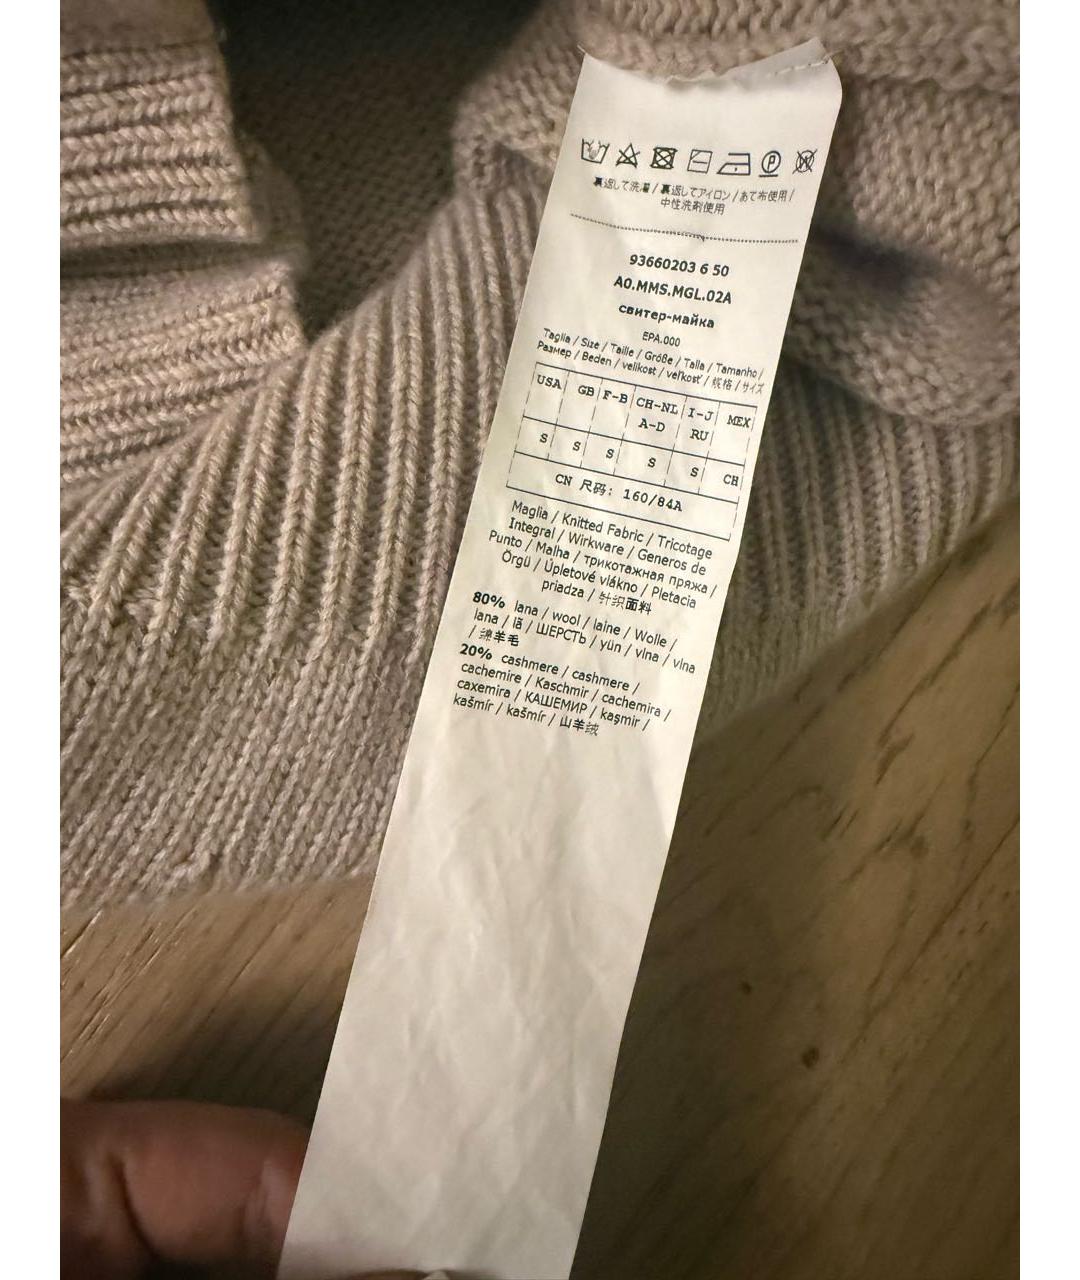 裏返して洗濯 / 裏返してアイロン / あて布使用 /
中性洗剤使用
93660203 6 50
A0.MMS.MGL.02A
свитер-майка
EPA.000
Taglia / Size / Taille / Größe / Talla / Tamanho /
Размер / Beden / velikost / veľkosť / 规格 / サイズ
USA GB F-B CH-NL I-J MEX
A-D RU
S S S S S CH
CN 尺码: 160/84A
Maglia / Knitted Fabric / Tricotage
Integral / Wirkware / Generos de
Punto / Malha / трикотажная пряжа /
Örgü / Úpletové vlákno / Pletacia
priadza / 针织面料
80% lana / wool / laine / Wolle /
lana / lã / ШЕРСТЬ / yün / vlna / vlna
/ 绵羊毛
20% cashmere / cashmere /
cachemire / Kaschmir / cachemira /
caxemira / КАШЕМИР / kaşmir /
kašmír / kašmír / 山羊绒